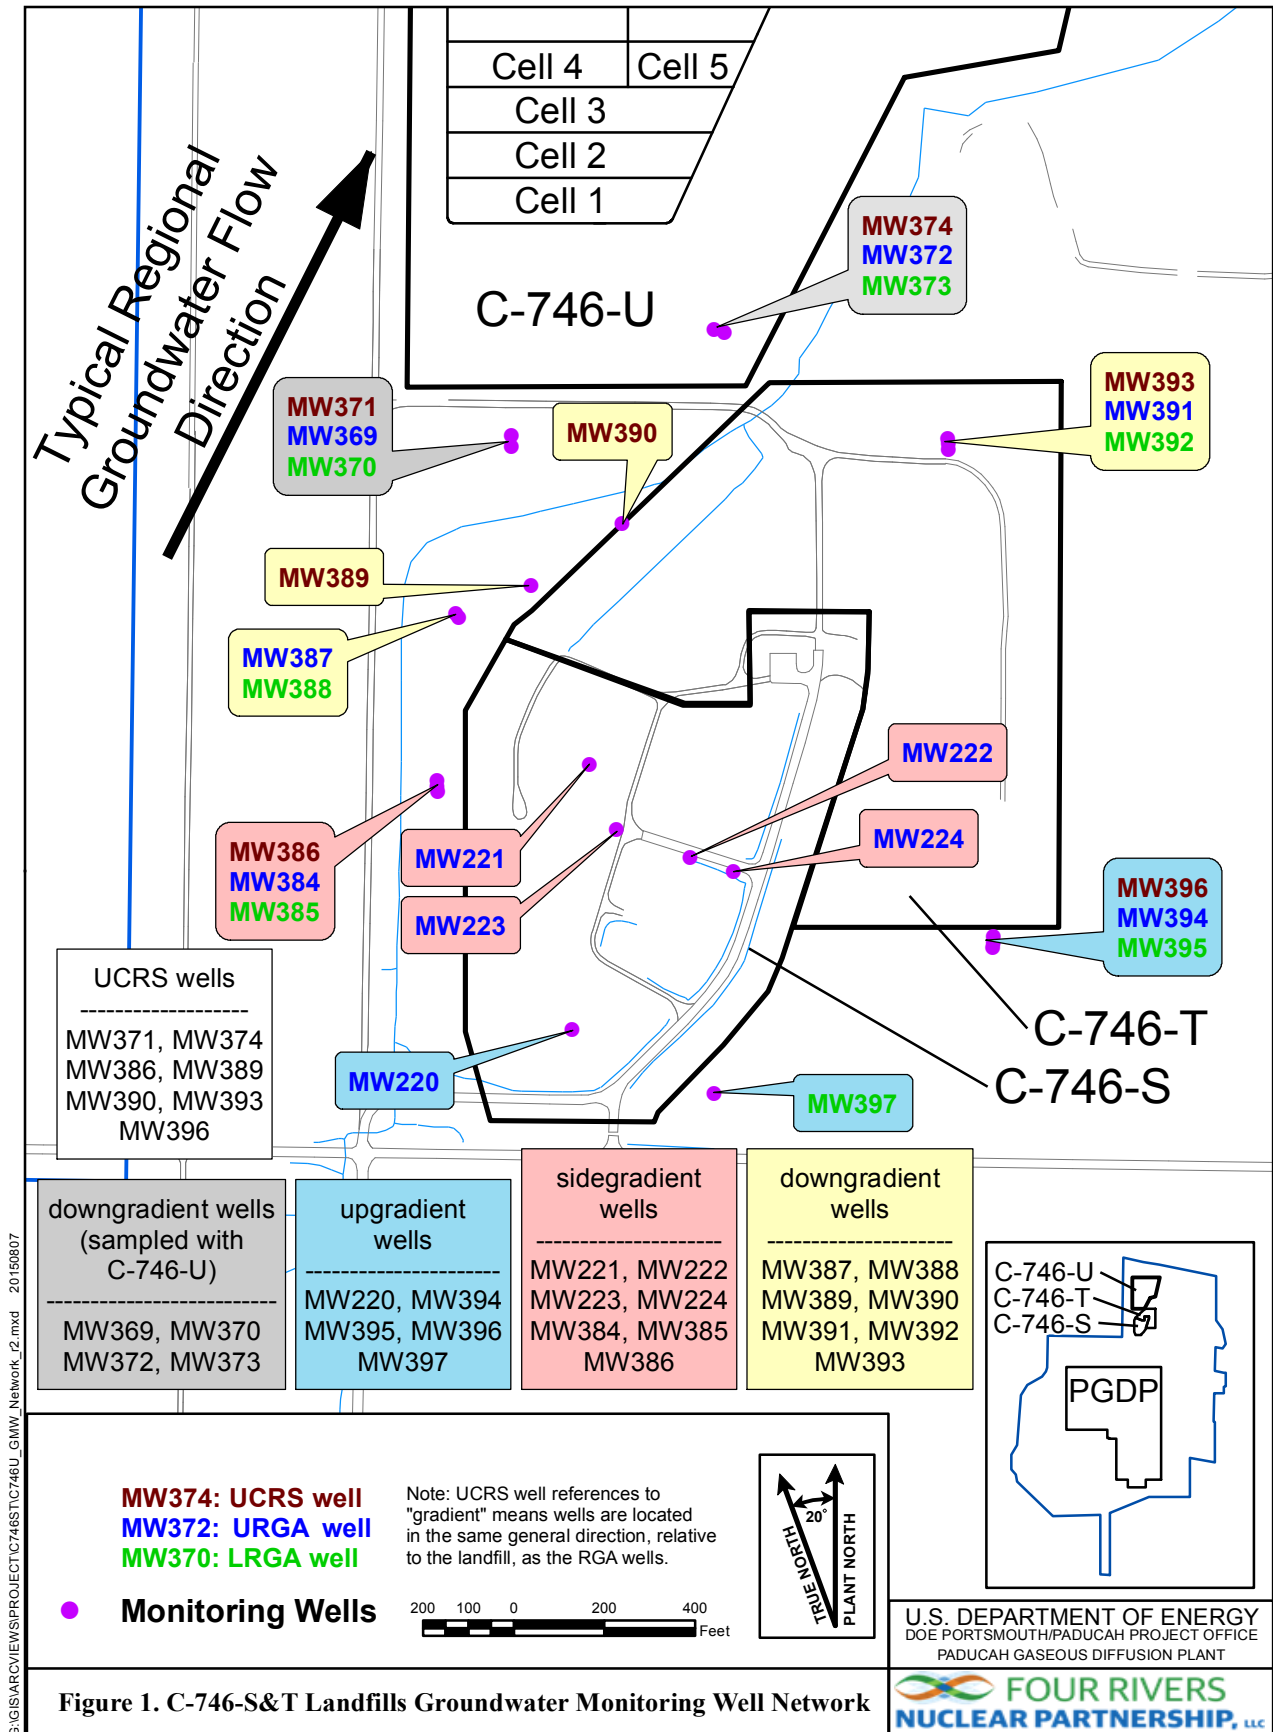 Cell 4
Cell 5
Cell 3
Cell 2
Cell 1
C-746-U
Typical Regional
Groundwater Flow
Direction
MW374
MW372
MW373
MW371
MW369
MW370
MW390
MW393
MW391
MW392
MW389
MW387
MW388
MW222
MW224
MW221
MW223
MW386
MW384
MW385
MW396
MW394
MW395
MW220
MW397
C-746-T
C-746-S
UCRS wells
-------------------
MW371, MW374
MW386, MW389
MW390, MW393
MW396
downgradient wells
(sampled with
C-746-U)
--------------------------
MW369, MW370
MW372, MW373
upgradient
wells
----------------------
MW220, MW394
MW395, MW396
MW397
sidegradient
wells
---------------------
MW221, MW222
MW223, MW224
MW384, MW385
MW386
downgradient
wells
---------------------
MW387, MW388
MW389, MW390
MW391, MW392
MW393
C-746-U
C-746-T
C-746-S
PGDP
MW374: UCRS well
MW372: URGA well
MW370: LRGA well
Monitoring Wells
Note: UCRS well references to
"gradient" means wells are located
in the same general direction, relative
to the landfill, as the RGA wells.
200 100 0 200 400
Feet
20°
TRUE NORTH
PLANT NORTH
U.S. DEPARTMENT OF ENERGY
DOE PORTSMOUTH/PADUCAH PROJECT OFFICE
PADUCAH GASEOUS DIFFUSION PLANT
Figure 1. C-746-S&T Landfills Groundwater Monitoring Well Network
FOUR RIVERS
NUCLEAR PARTNERSHIP, LLC
G:\GIS\ARCVIEWS\PROJECT\C746ST\C746U_GMW_Network_r2.mxd 20150807